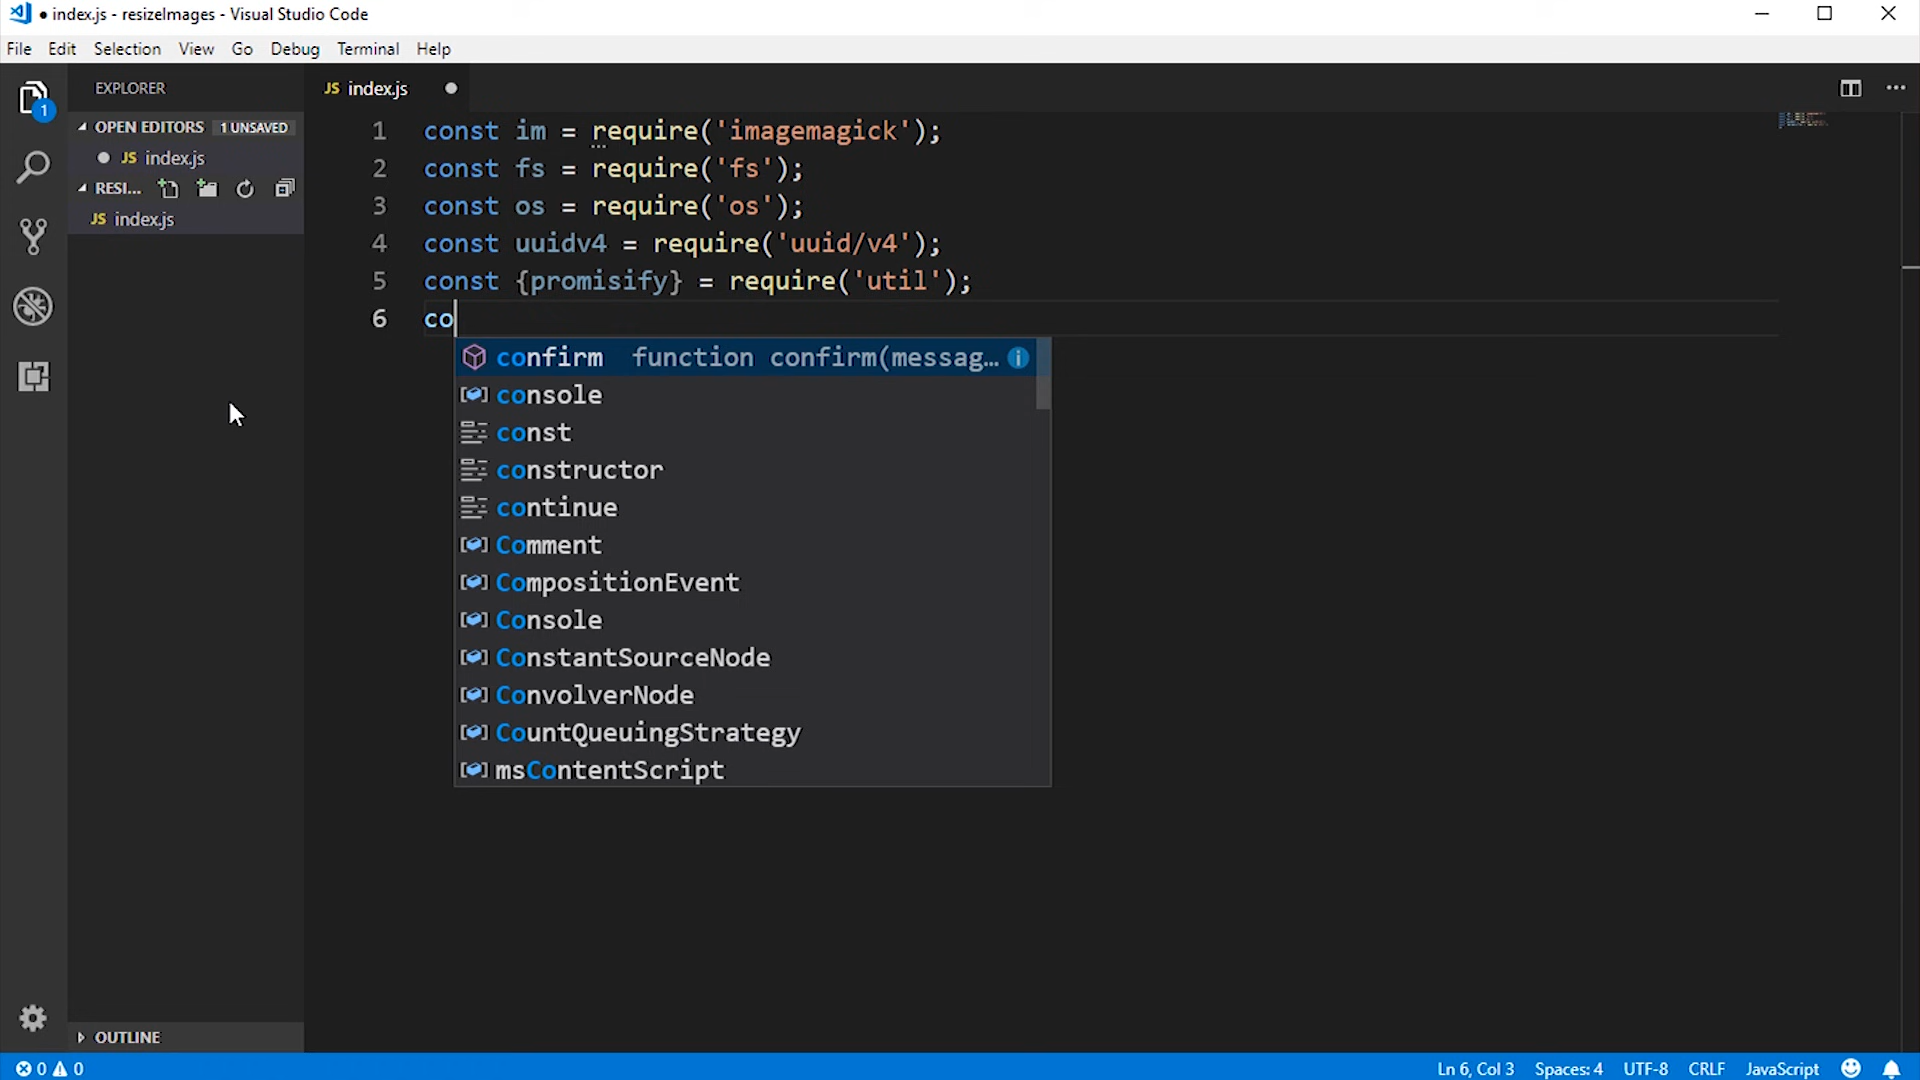 ● index.js - resizeImages - Visual Studio Code
File Edit Selection View Go Debug Terminal Help
EXPLORER
OPEN EDITORS 1 UNSAVED
JS index.js
RESI...
JS index.js
OUTLINE
JS index.js
1 const im = require('imagemagick');
2 const fs = require('fs');
3 const os = require('os');
4 const uuidv4 = require('uuid/v4');
5 const {promisify} = require('util');
6 co
confirm function confirm(messag…
console
const
constructor
continue
Comment
CompositionEvent
Console
ConstantSourceNode
ConvolverNode
CountQueuingStrategy
msContentScript
1
0 0
Ln 6, Col 3 Spaces: 4 UTF-8 CRLF JavaScript